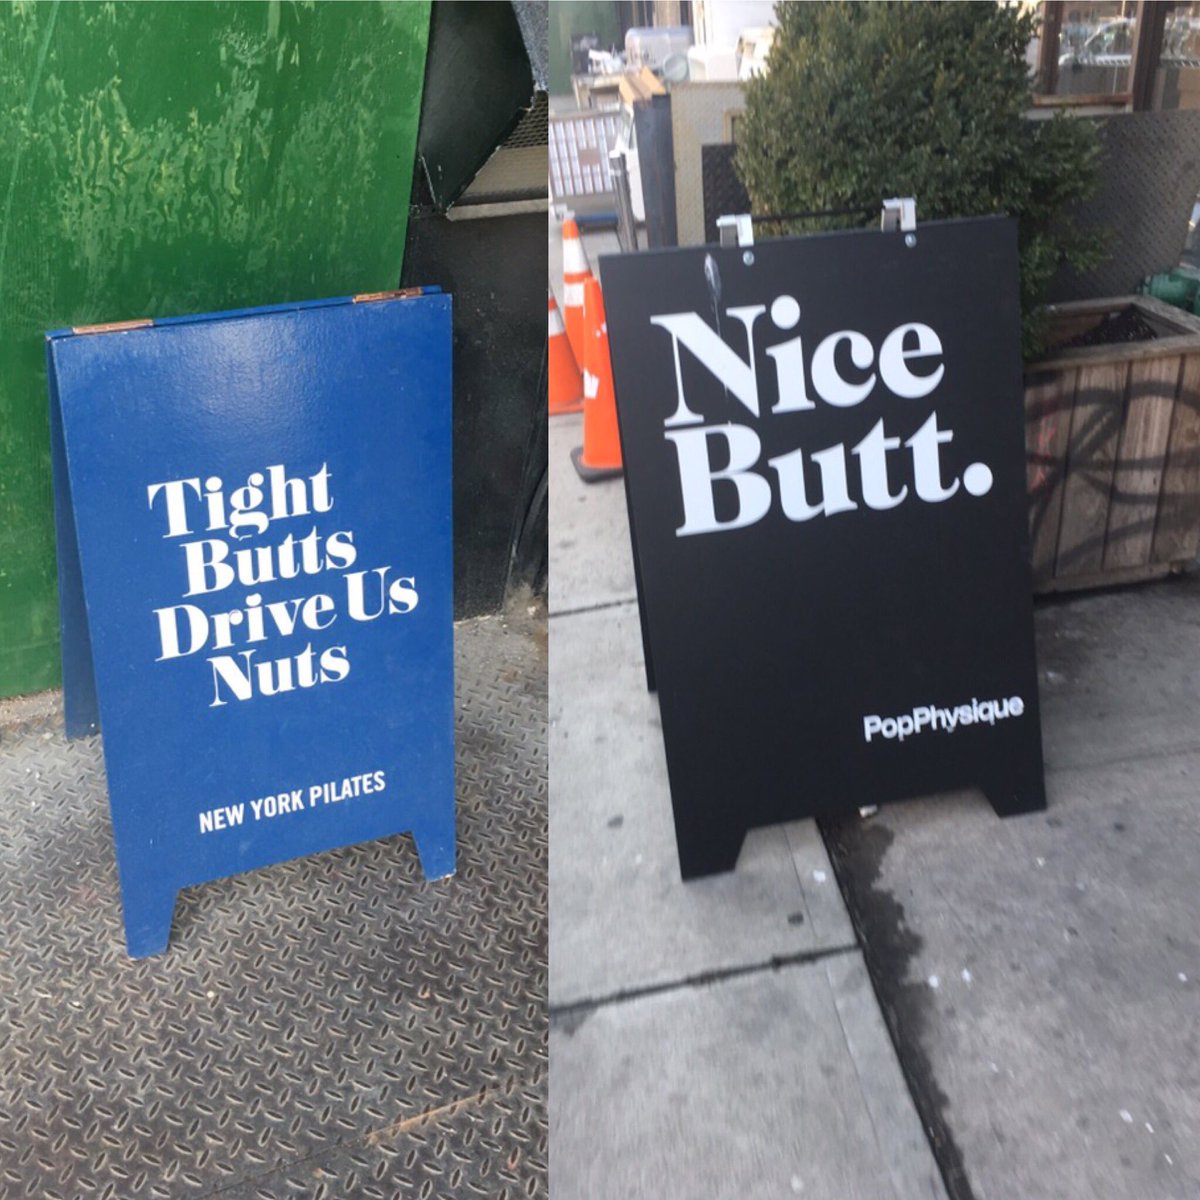 Tight
Butts
Drive Us
Nuts
NEW YORK PILATES
Nice
Butt.
PopPhysique